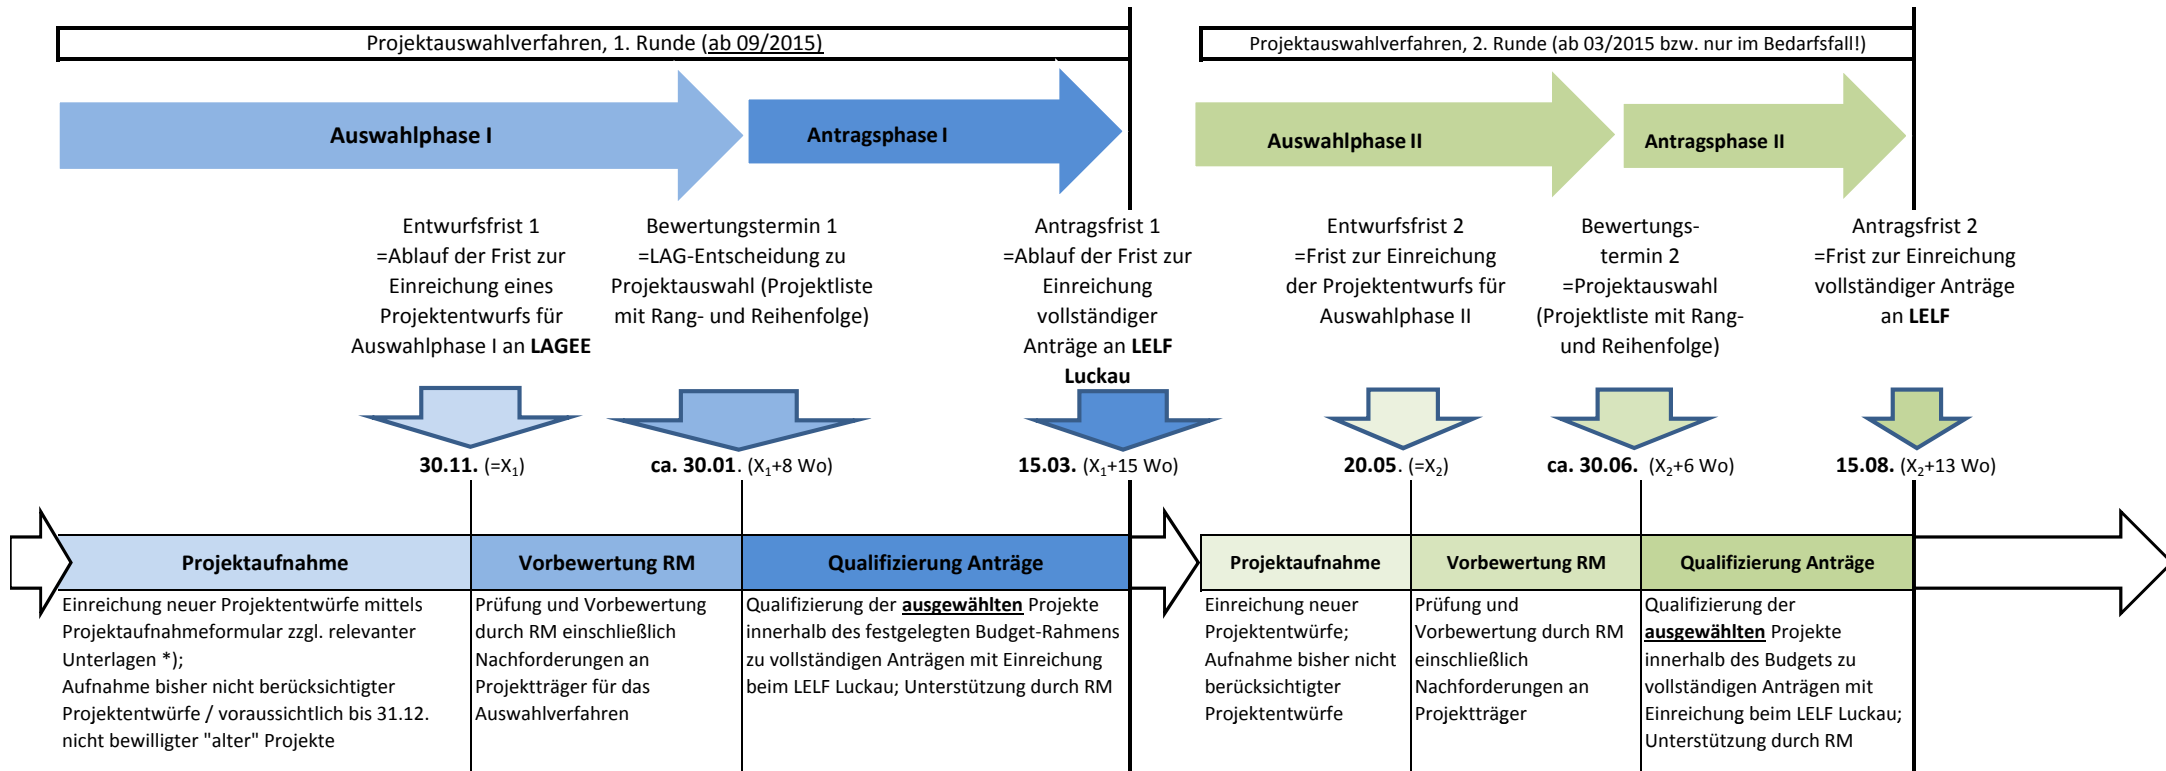 Projektauswahlverfahren, 1. Runde (ab 09/2015)
Projektauswahlverfahren, 2. Runde (ab 03/2015 bzw. nur im Bedarfsfall!)
Auswahlphase I
Antragsphase I
Auswahlphase II
Antragsphase II
Entwurfsfrist 1
=Ablauf der Frist zur
Einreichung eines
Projektentwurfs für
Auswahlphase I an LAGEE
Bewertungstermin 1
=LAG-Entscheidung zu
Projektauswahl (Projektliste
mit Rang- und Reihenfolge)
Antragsfrist 1
=Ablauf der Frist zur
Einreichung
vollständiger
Anträge an LELF
Luckau
Entwurfsfrist 2
=Frist zur Einreichung
der Projektentwurfs für
Auswahlphase II
Bewertungs-
termin 2
=Projektauswahl
(Projektliste mit Rang-
und Reihenfolge)
Antragsfrist 2
=Frist zur Einreichung
vollständiger Anträge
an LELF
30.11. (=X₁)
ca. 30.01. (X₁+8 Wo)
15.03. (X₁+15 Wo)
20.05. (=X₂)
ca. 30.06. (X₂+6 Wo)
15.08. (X₂+13 Wo)
Projektaufnahme
Vorbewertung RM
Qualifizierung Anträge
Projektaufnahme
Vorbewertung RM
Qualifizierung Anträge
Einreichung neuer Projektentwürfe mittels
Projektaufnahmeformular zzgl. relevanter
Unterlagen *);
Aufnahme bisher nicht berücksichtigter
Projektentwürfe / voraussichtlich bis 31.12.
nicht bewilligter "alter" Projekte
Prüfung und Vorbewertung
durch RM einschließlich
Nachforderungen an
Projektträger für das
Auswahlverfahren
Qualifizierung der ausgewählten Projekte
innerhalb des festgelegten Budget-Rahmens
zu vollständigen Anträgen mit Einreichung
beim LELF Luckau; Unterstützung durch RM
Einreichung neuer
Projektentwürfe;
Aufnahme bisher nicht
berücksichtigter
Projektentwürfe
Prüfung und
Vorbewertung durch RM
einschließlich
Nachforderungen an
Projektträger
Qualifizierung der
ausgewählten Projekte
innerhalb des Budgets zu
vollständigen Anträgen mit
Einreichung beim LELF Luckau;
Unterstützung durch RM